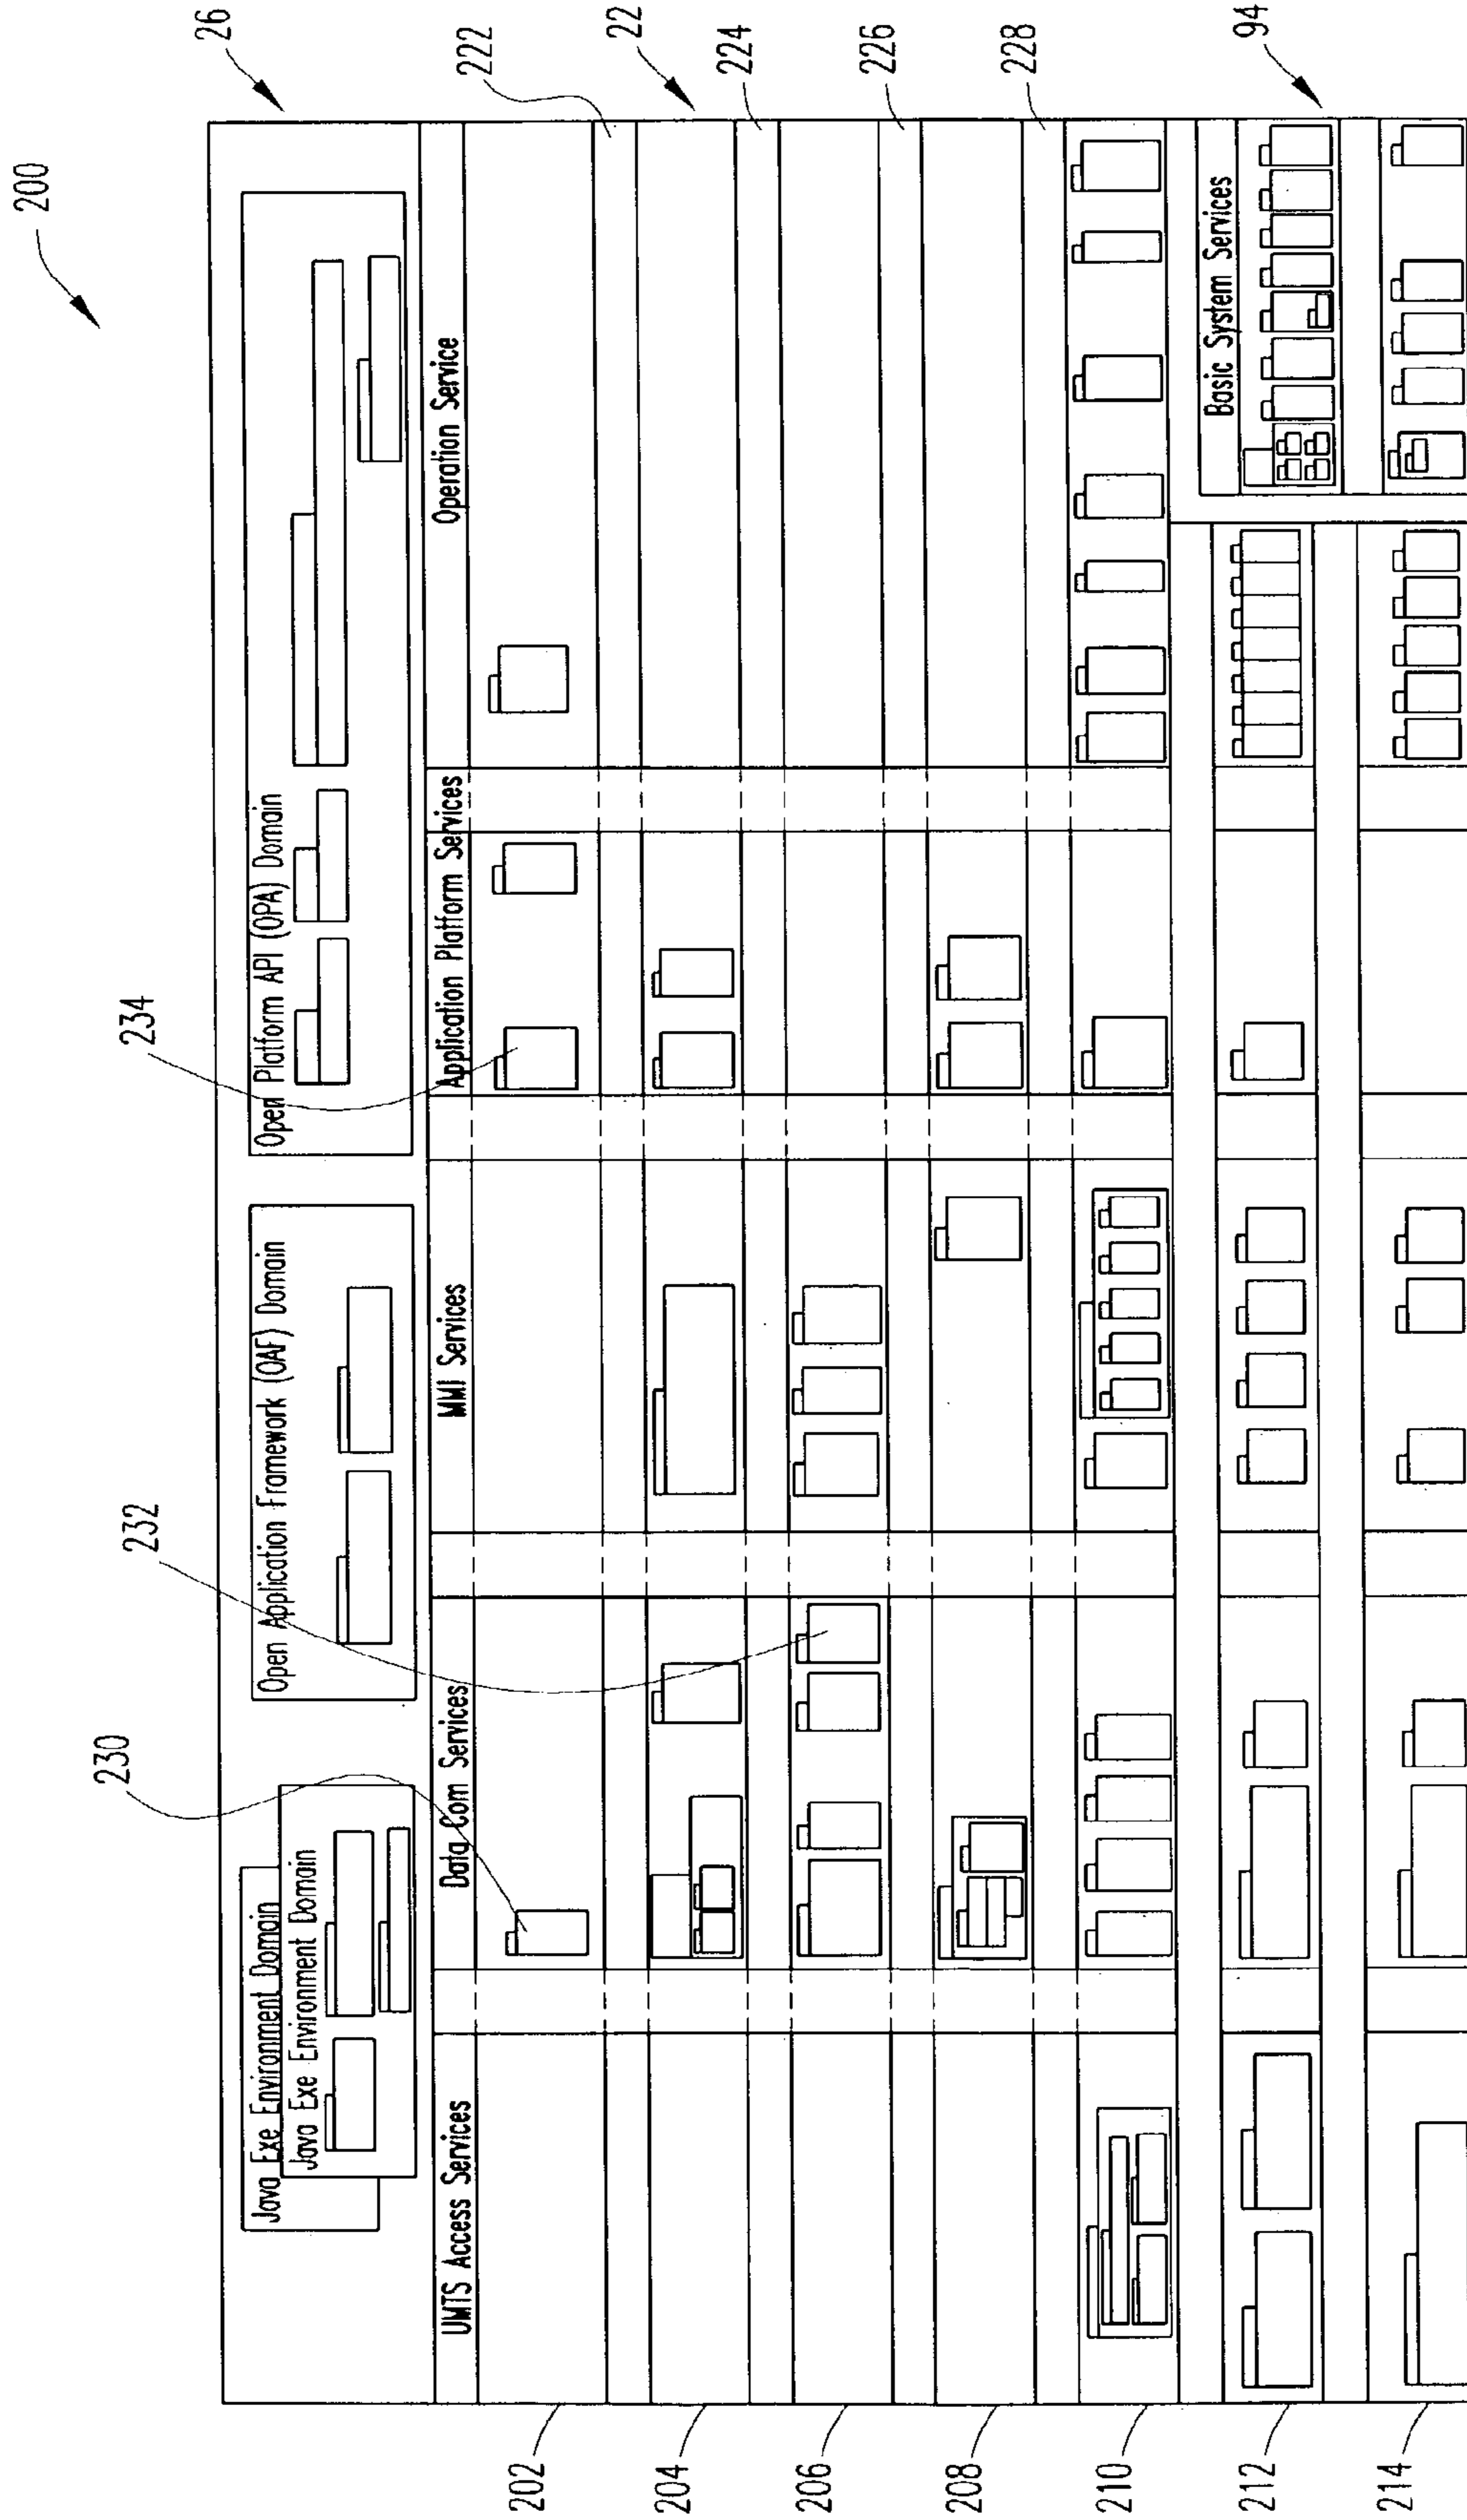 200
26
222
22
224
226
228
94
234
232
230
Java Exe Environment Domain
Java Exe Environment Domain
Open Application Framework (OAF) Domain
Open Platform API (OPA) Domain
UMTS Access Services
Data Com Services
MMI Services
Application Platform Services
Operation Service
Basic System Services
202
204
206
208
210
212
214